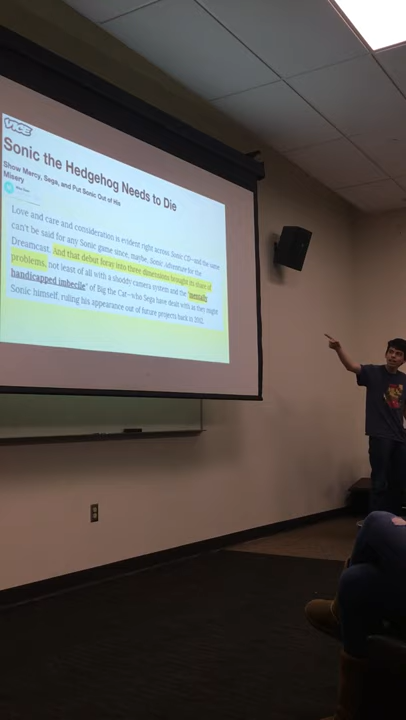 VICE
Sonic the Hedgehog Needs to Die
Show Mercy, Sega, and Put Sonic Out of His
Misery
Love and care and consideration is evident right across Sonic CD—and the same
can't be said for any Sonic game since, maybe, Sonic Adventure for the
Dreamcast. And that debut foray into three dimensions brought its share of
problems, not least of all with a shoddy camera system and the "mentally
handicapped imbecile" of Big the Cat—who Sega have dealt with as they might
Sonic himself, ruling his appearance out of future projects back in 2012.